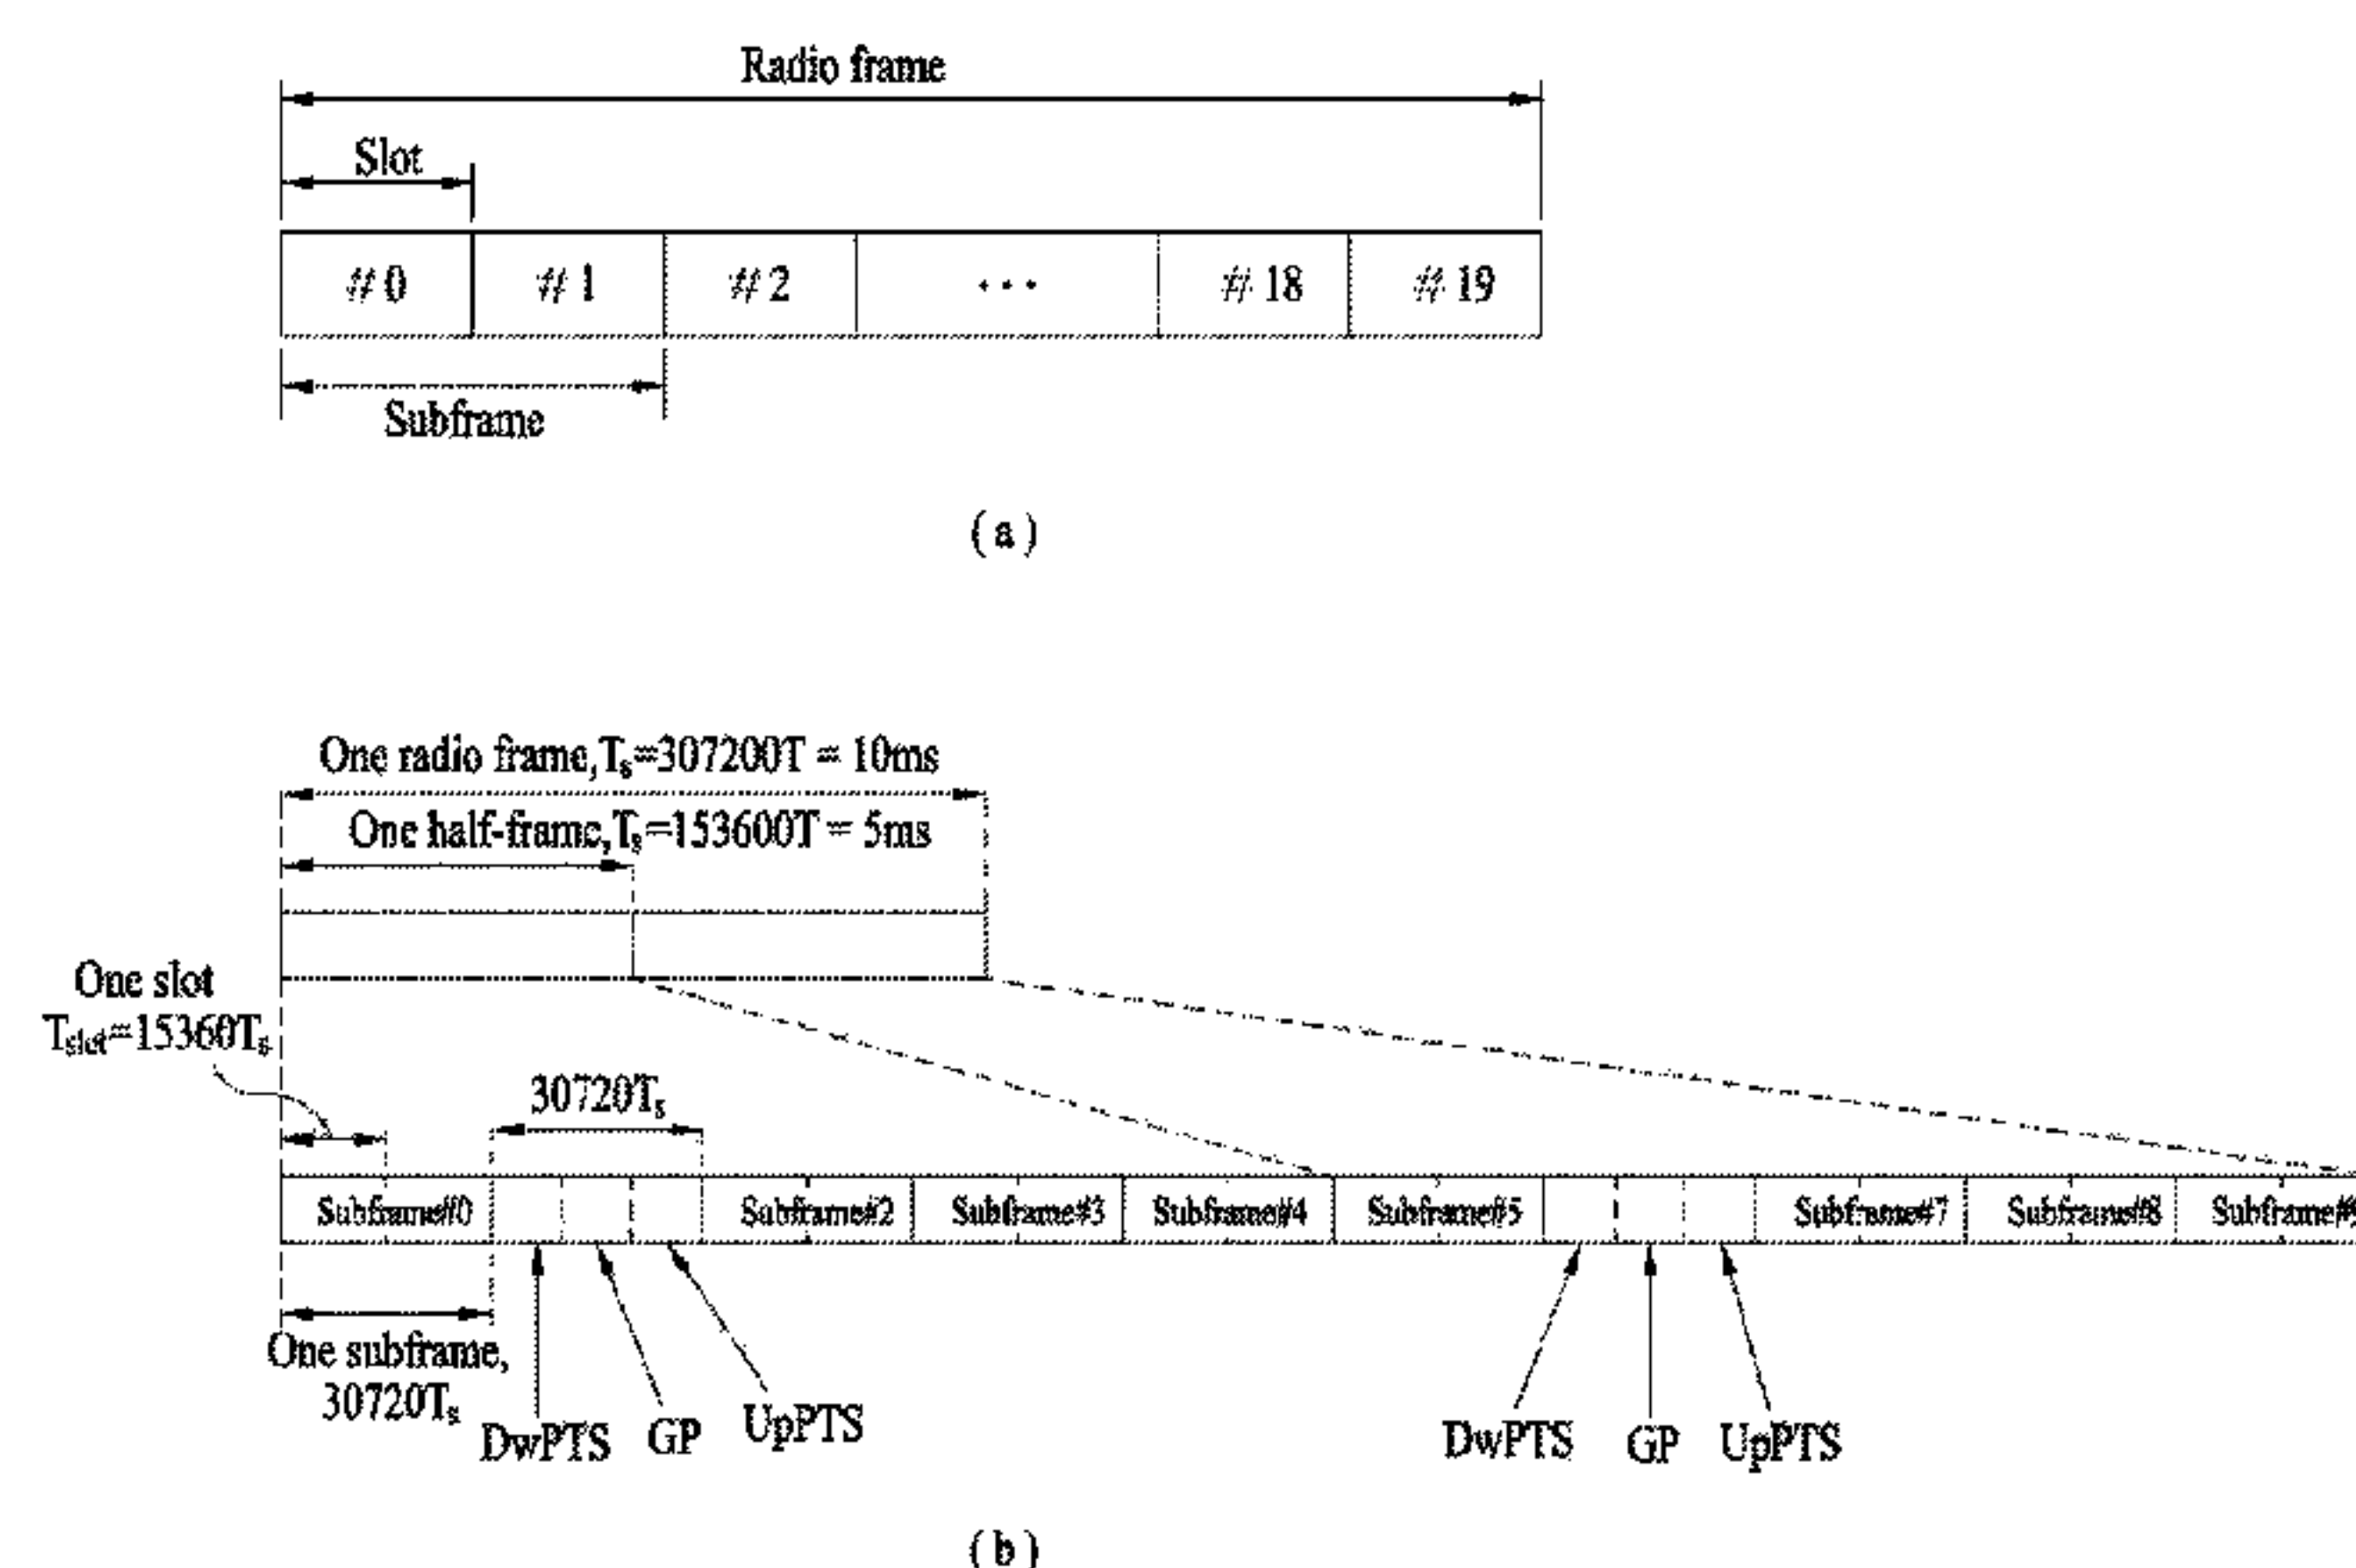 Radio frame
Slot
# 0 # 1 # 2 ... # 18 # 19
Subframe
( a )
One radio frame,Ts=307200T = 10ms
One half-frame,Ts=153600T = 5ms
One slot
Tslot=15360Ts
30720Ts
Subframe#0 Subframe#2 Subframe#3 Subframe#4 Subframe#5 Subframe#7 Subframe#8 Subframe#9
One subframe,
30720Ts
DwPTS GP UpPTS DwPTS GP UpPTS
( b )